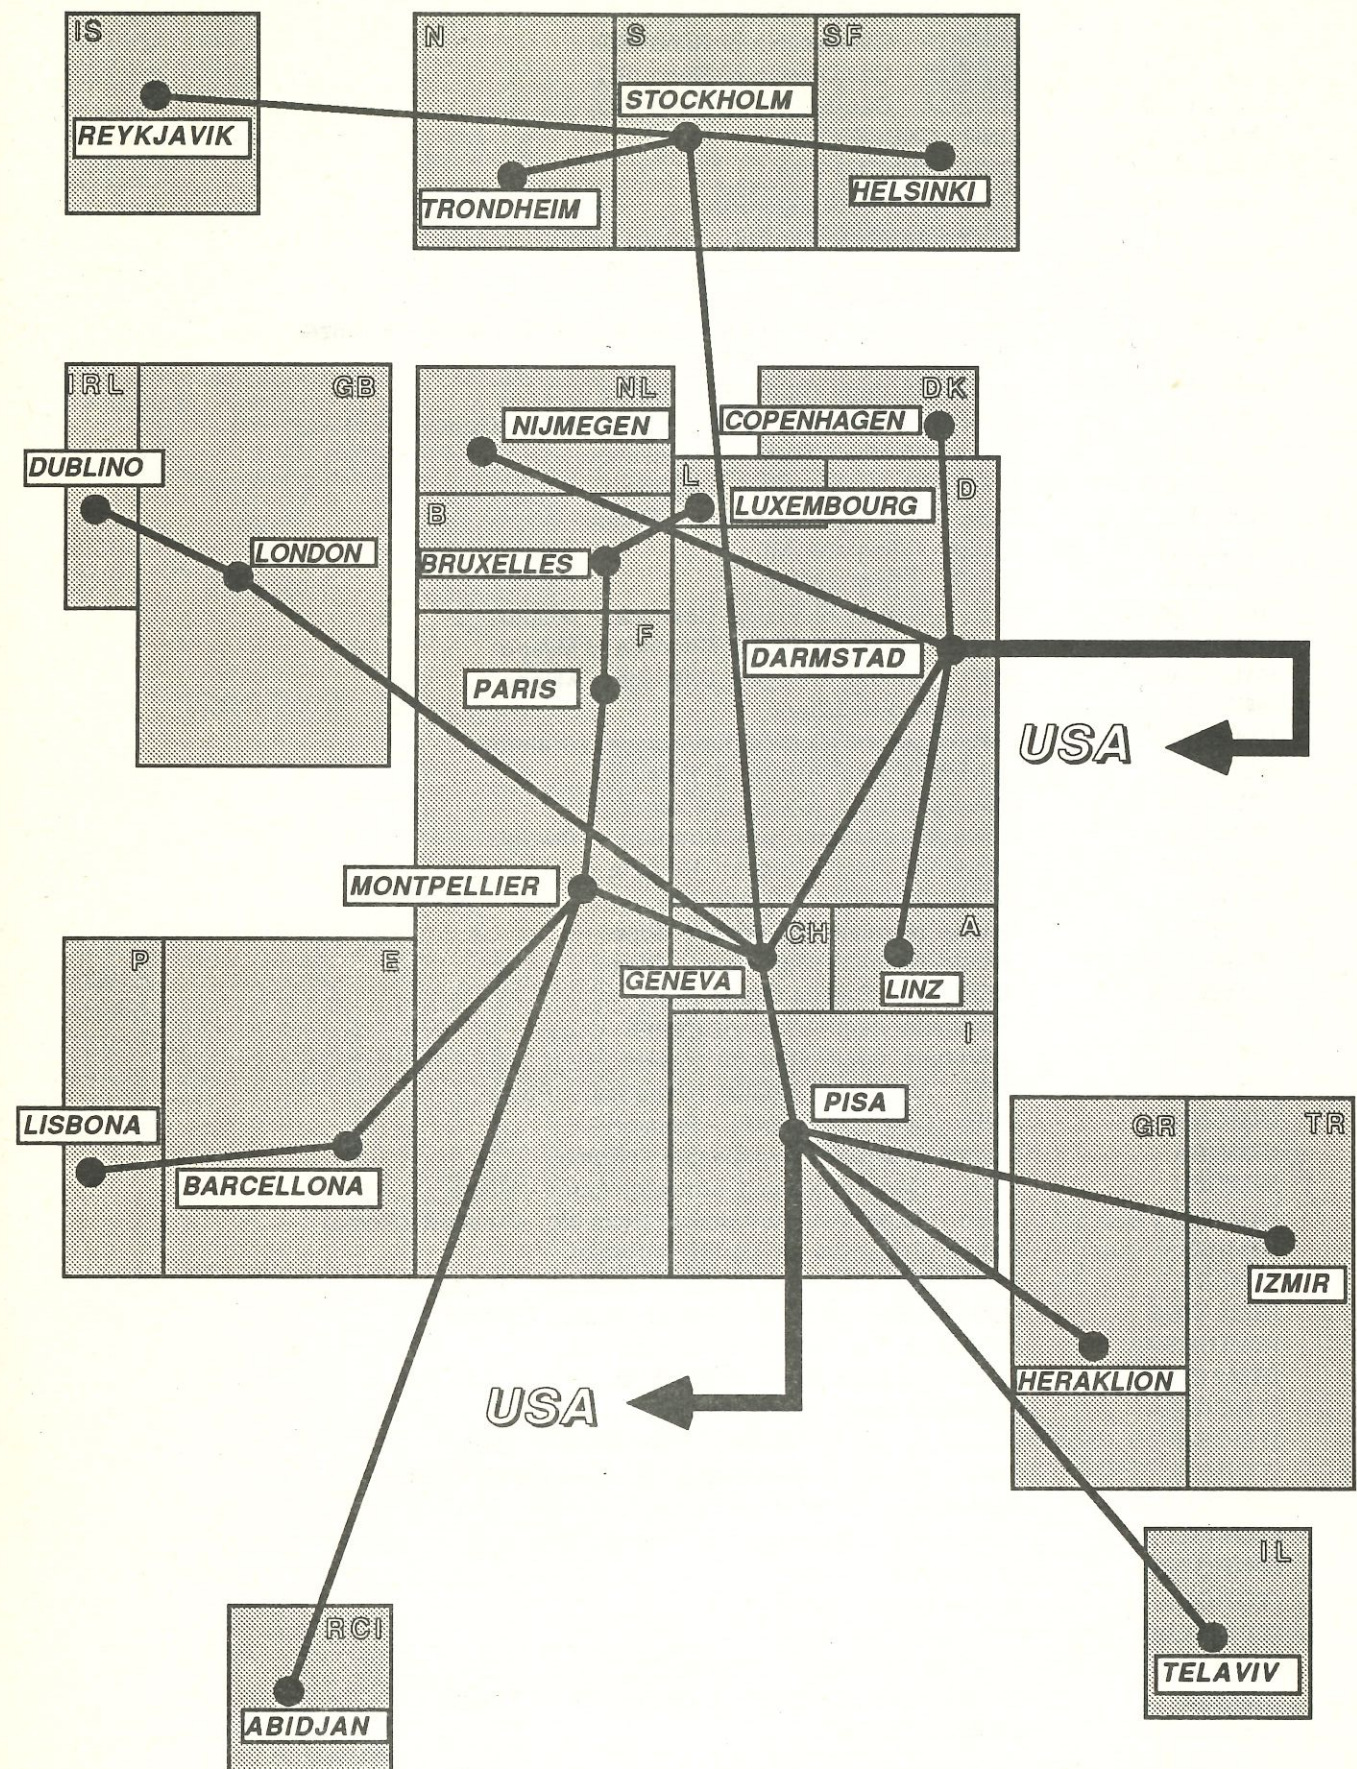 IS
N
S
SF
STOCKHOLM
REYKJAVIK
HELSINKI
TRONDHEIM
IRL
GB
NL
DK
NIJMEGEN
COPENHAGEN
DUBLINO
L
D
LUXEMBOURG
B
LONDON
BRUXELLES
F
DARMSTAD
PARIS
USA
MONTPELLIER
CH
A
P
E
GENEVA
LINZ
I
PISA
LISBONA
GR
TR
BARCELLONA
IZMIR
HERAKLION
USA
IL
RCI
TELAVIV
ABIDJAN